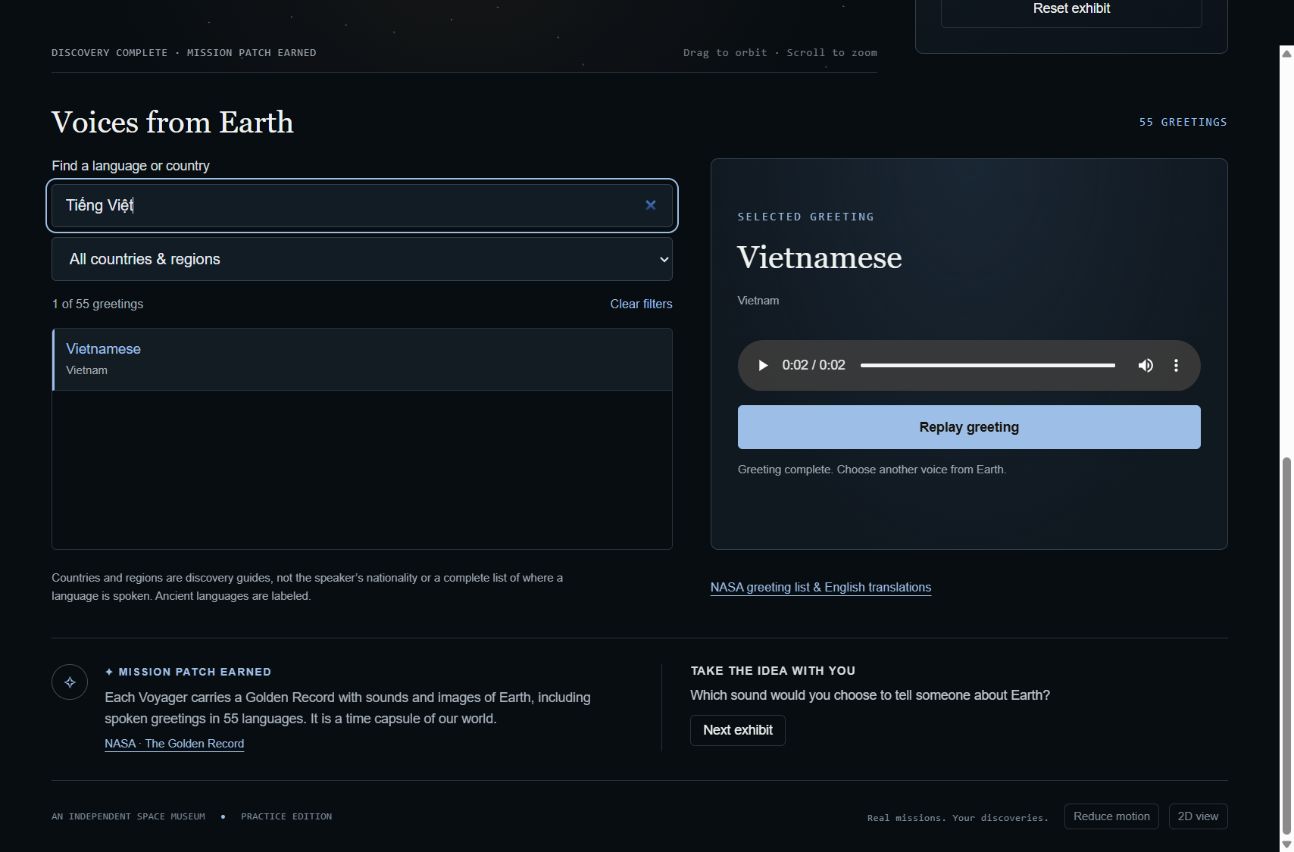 Reset exhibit
DISCOVERY COMPLETE · MISSION PATCH EARNED
Drag to orbit · Scroll to zoom
Voices from Earth
55 GREETINGS
Find a language or country
Tiếng Việt
All countries & regions
1 of 55 greetings
Clear filters
Vietnamese
Vietnam
Countries and regions are discovery guides, not the speaker's nationality or a complete list of where a
language is spoken. Ancient languages are labeled.
SELECTED GREETING
Vietnamese
Vietnam
0:02 / 0:02
Replay greeting
Greeting complete. Choose another voice from Earth.
NASA greeting list & English translations
✦ MISSION PATCH EARNED
Each Voyager carries a Golden Record with sounds and images of Earth, including
spoken greetings in 55 languages. It is a time capsule of our world.
NASA · The Golden Record
TAKE THE IDEA WITH YOU
Which sound would you choose to tell someone about Earth?
Next exhibit
AN INDEPENDENT SPACE MUSEUM • PRACTICE EDITION
Real missions. Your discoveries.
Reduce motion
2D view